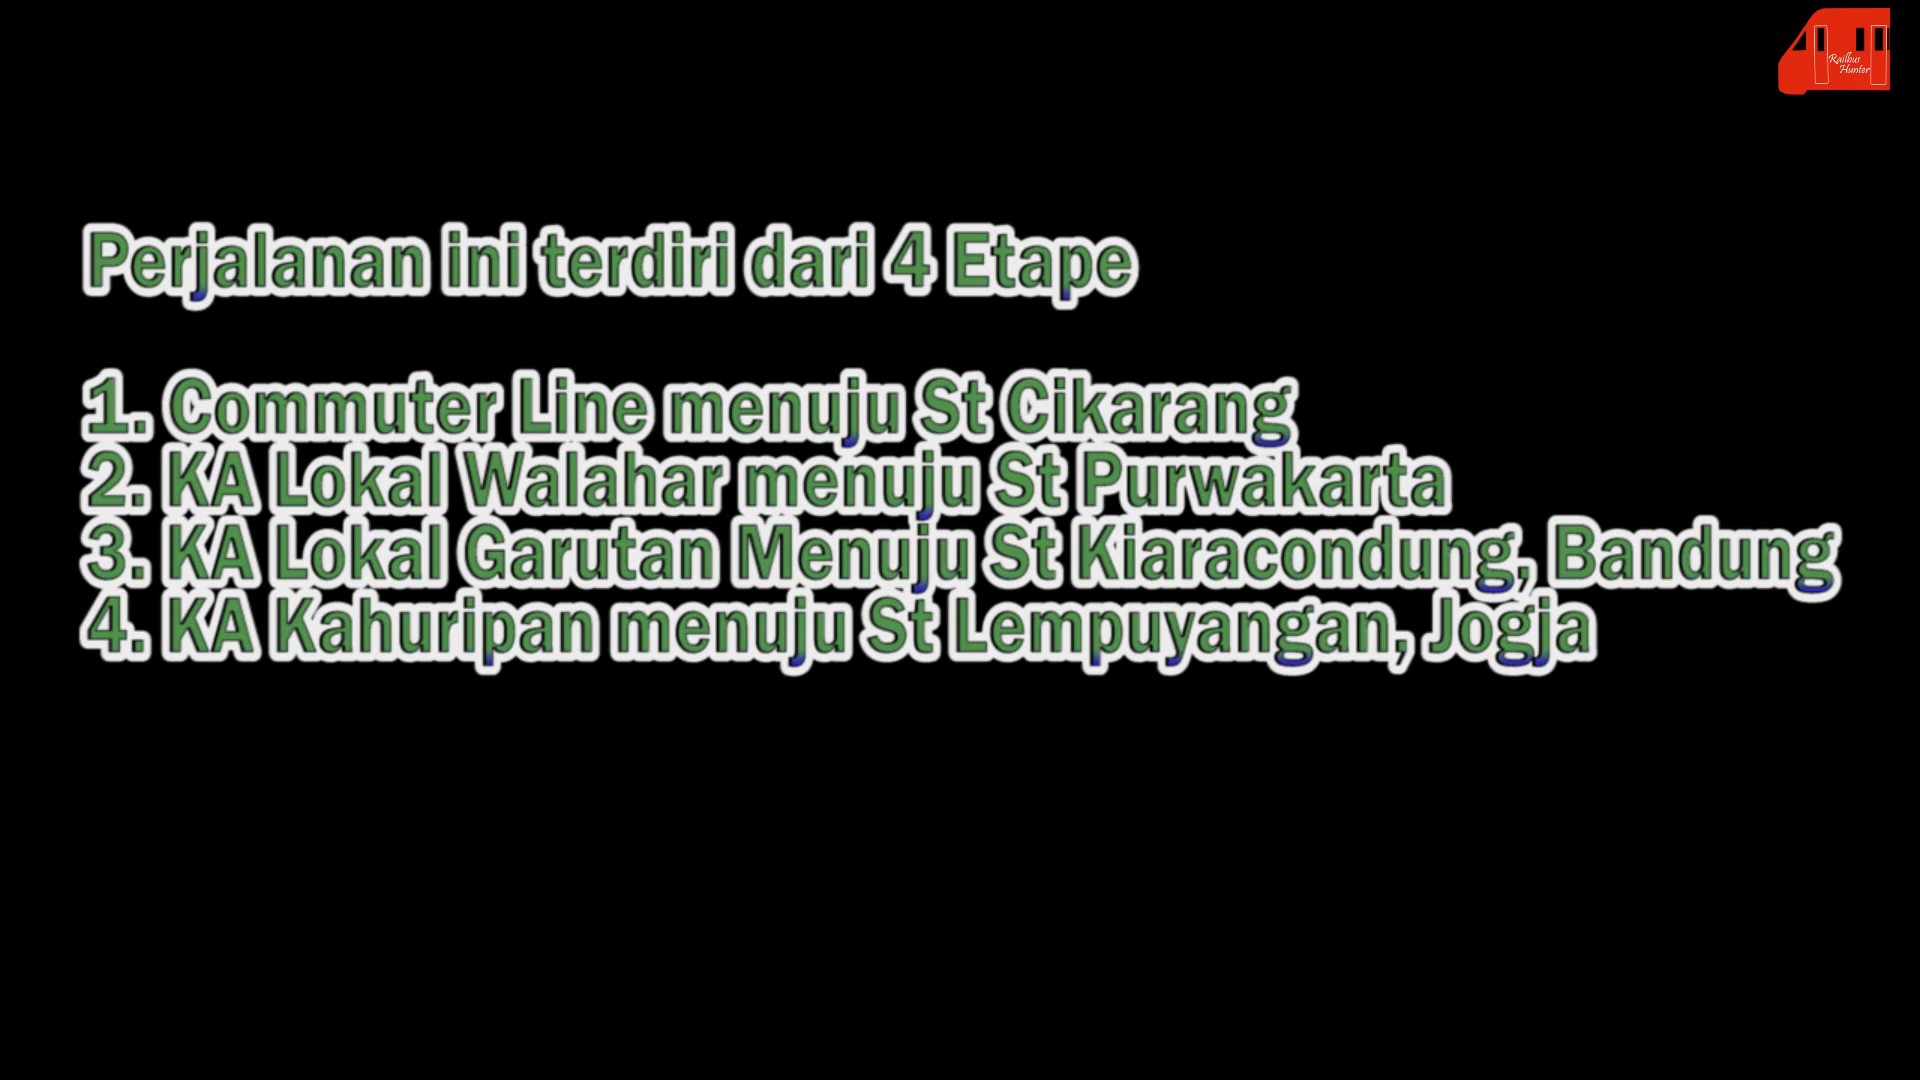 Railbus
Hunter
Perjalanan ini terdiri dari 4 Etape
1. Commuter Line menuju St Cikarang
2. KA Lokal Walahar menuju St Purwakarta
3. KA Lokal Garutan Menuju St Kiaracondung, Bandung
4. KA Kahuripan menuju St Lempuyangan, Jogja